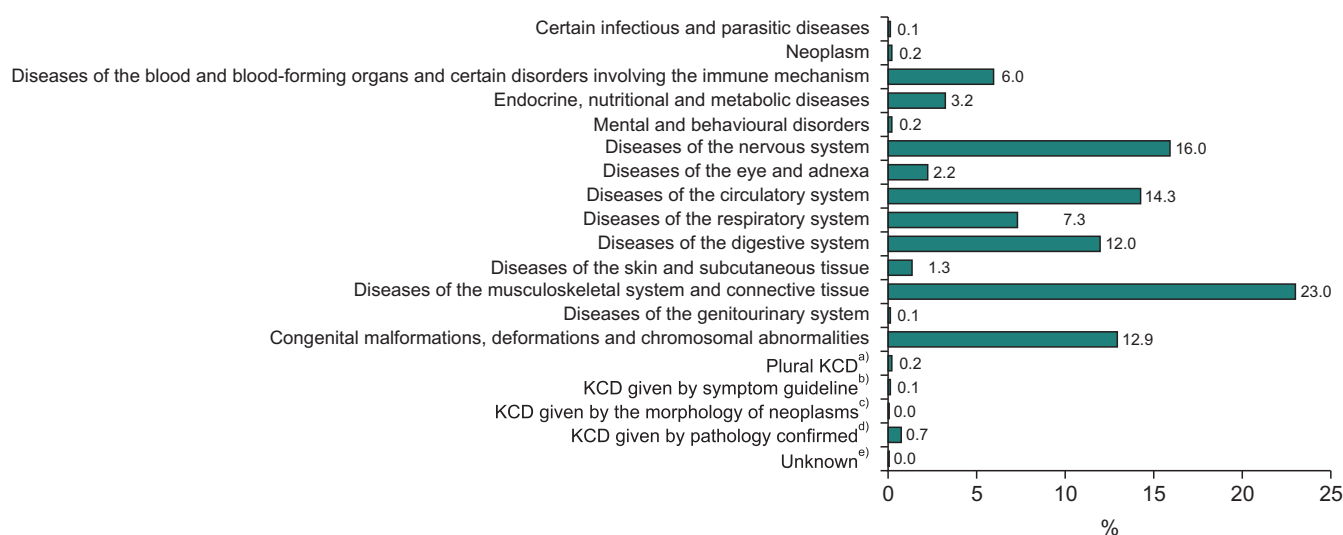 Certain infectious and parasitic diseases 0.1
Neoplasm 0.2
Diseases of the blood and blood-forming organs and certain disorders involving the immune mechanism 6.0
Endocrine, nutritional and metabolic diseases 3.2
Mental and behavioural disorders 0.2
Diseases of the nervous system 16.0
Diseases of the eye and adnexa 2.2
Diseases of the circulatory system 14.3
Diseases of the respiratory system 7.3
Diseases of the digestive system 12.0
Diseases of the skin and subcutaneous tissue 1.3
Diseases of the musculoskeletal system and connective tissue 23.0
Diseases of the genitourinary system 0.1
Congenital malformations, deformations and chromosomal abnormalities 12.9
Plural KCD a) 0.2
KCD given by symptom guideline b) 0.1
KCD given by the morphology of neoplasms c) 0.0
KCD given by pathology confirmed d) 0.7
Unknown e) 0.0
0 5 10 15 20 25
%